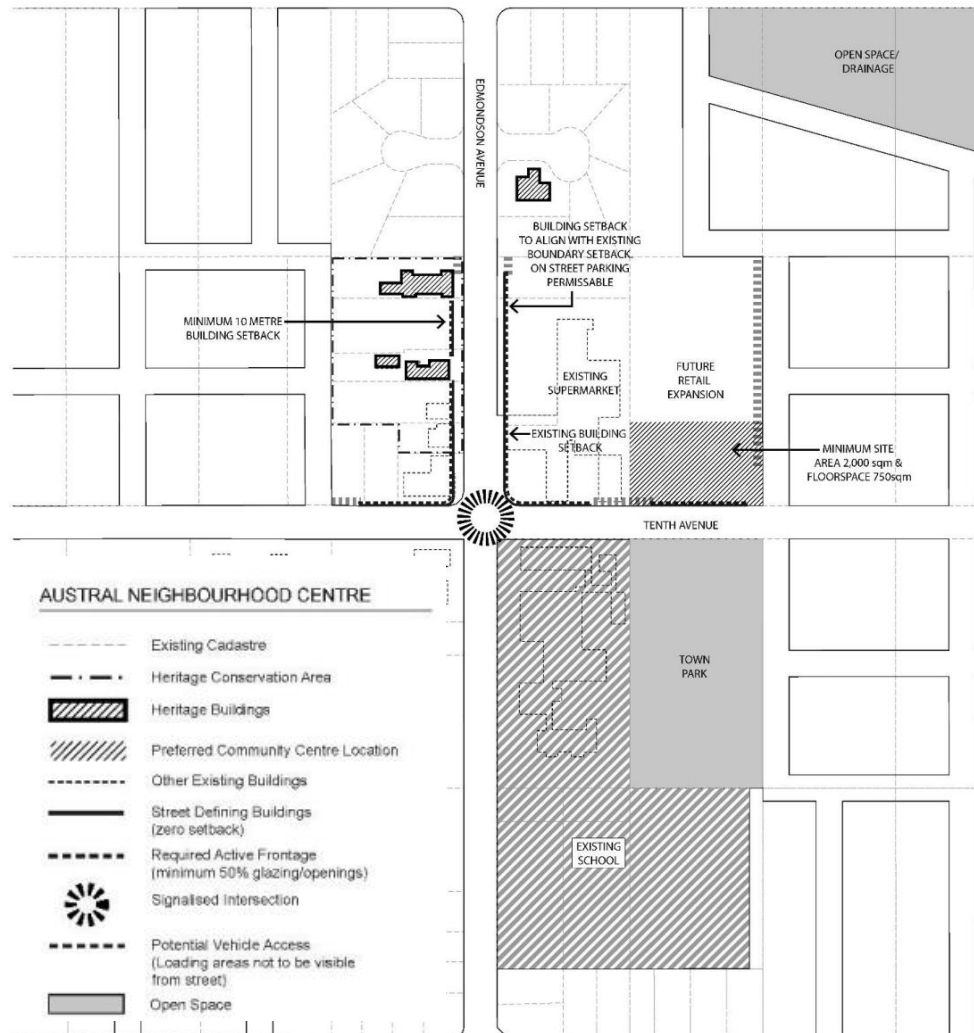 OPEN SPACE/
DRAINAGE
EDMONDSON AVENUE
BUILDING SETBACK
TO ALIGN WITH EXISTING
BOUNDARY SETBACK.
ON STREET PARKING
PERMISSABLE
MINIMUM 10 METRE
BUILDING SETBACK
EXISTING
SUPERMARKET
FUTURE
RETAIL
EXPANSION
EXISTING BUILDING
SETBACK
MINIMUM SITE
AREA 2,000 sqm &
FLOORSPACE 750sqm
TENTH AVENUE
TOWN
PARK
EXISTING
SCHOOL
AUSTRAL NEIGHBOURHOOD CENTRE
Existing Cadastre
Heritage Conservation Area
Heritage Buildings
Preferred Community Centre Location
Other Existing Buildings
Street Defining Buildings
(zero setback)
Required Active Frontage
(minimum 50% glazing/openings)
Signalised Intersection
Potential Vehicle Access
(Loading areas not to be visible
from street)
Open Space